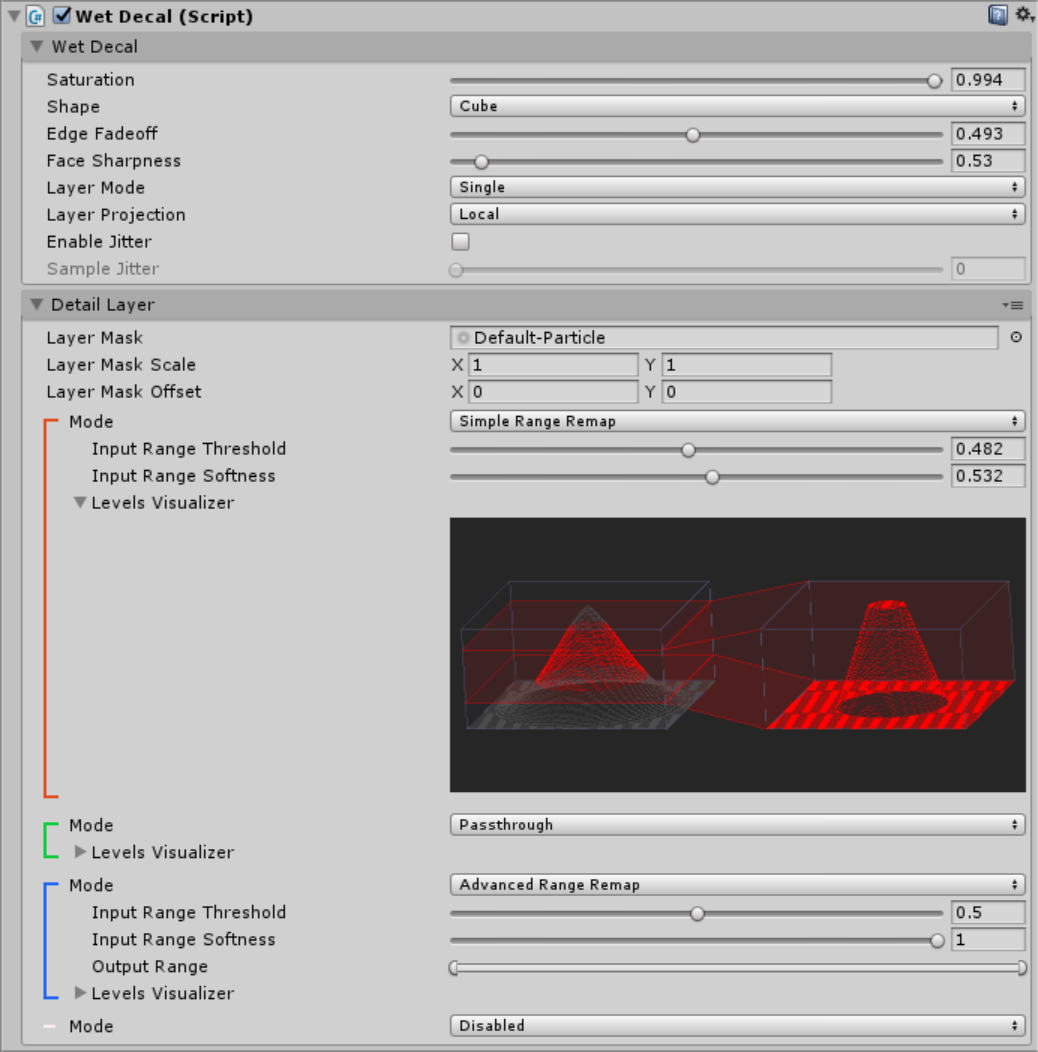 Wet Decal (Script)
Wet Decal
Saturation 0.994
Shape Cube
Edge Fadeoff 0.493
Face Sharpness 0.53
Layer Mode Single
Layer Projection Local
Enable Jitter
Sample Jitter 0
Detail Layer
Layer Mask Default-Particle
Layer Mask Scale X 1 Y 1
Layer Mask Offset X 0 Y 0
Mode Simple Range Remap
Input Range Threshold 0.482
Input Range Softness 0.532
Levels Visualizer
Mode Passthrough
Levels Visualizer
Mode Advanced Range Remap
Input Range Threshold 0.5
Input Range Softness 1
Output Range
Levels Visualizer
Mode Disabled